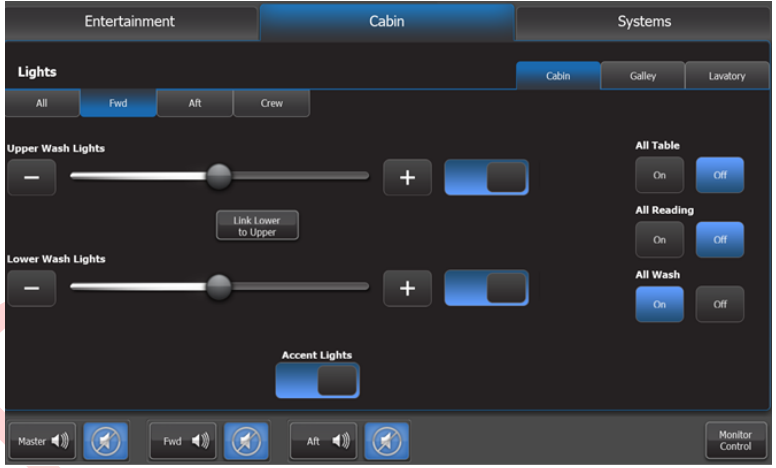 Entertainment
Cabin
Systems
Lights
Cabin
Galley
Lavatory
All
Fwd
Aft
Crew
Upper Wash Lights
All Table
On
Off
Link Lower
to Upper
All Reading
On
Off
Lower Wash Lights
All Wash
On
Off
Accent Lights
Master
Fwd
Aft
Monitor
Control